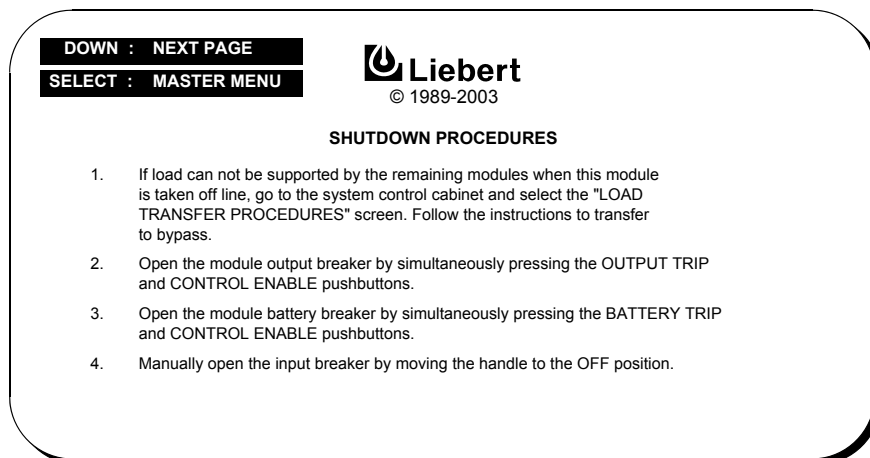 DOWN : NEXT PAGE
SELECT : MASTER MENU
Liebert
© 1989-2003
SHUTDOWN PROCEDURES
1. If load can not be supported by the remaining modules when this module
is taken off line, go to the system control cabinet and select the "LOAD
TRANSFER PROCEDURES" screen. Follow the instructions to transfer
to bypass.
2. Open the module output breaker by simultaneously pressing the OUTPUT TRIP
and CONTROL ENABLE pushbuttons.
3. Open the module battery breaker by simultaneously pressing the BATTERY TRIP
and CONTROL ENABLE pushbuttons.
4. Manually open the input breaker by moving the handle to the OFF position.